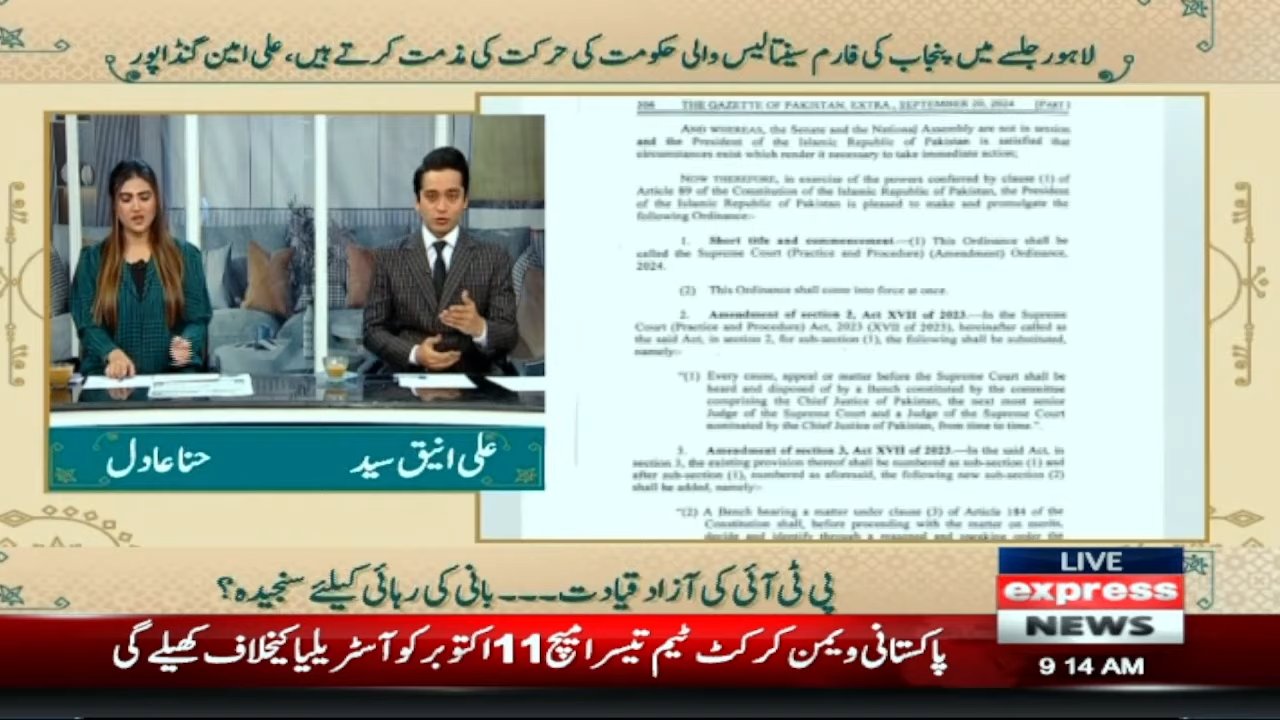 لاہور جلسے میں پنجاب کی فارم سینتالیس والی حکومت کی حرکت کی مذمت کرتے ہیں، علی امین گنڈاپور
206 THE GAZETTE OF PAKISTAN, EXTRA., SEPTEMBER 20, 2024 [PART I
AND WHEREAS, the Senate and the National Assembly are not in session
and the President of the Islamic Republic of Pakistan is satisfied that
circumstances exist which render it necessary to take immediate action;
NOW THEREFORE, in exercise of the powers conferred by clause (1) of
Article 89 of the Constitution of the Islamic Republic of Pakistan, the President
of the Islamic Republic of Pakistan is pleased to make and promulgate the
following Ordinance:-
1. Short title and commencement.—(1) This Ordinance shall be
called the Supreme Court (Practice and Procedure) (Amendment) Ordinance,
2024.
(2) This Ordinance shall come into force at once.
2. Amendment of section 2, Act XVII of 2023.—In the Supreme
Court (Practice and Procedure) Act, 2023 (XVII of 2023), hereinafter called as
the said Act, in section 2, for sub-section (1), the following shall be substituted,
namely:-
"(1) Every cause, appeal or matter before the Supreme Court shall be
heard and disposed of by a Bench constituted by the committee
comprising the Chief Justice of Pakistan, the next most senior
Judge of the Supreme Court and a Judge of the Supreme Court
nominated by the Chief Justice of Pakistan, from time to time.".
3. Amendment of section 3, Act XVII of 2023.—In the said Act, in
section 3, the existing provision thereof shall be numbered as sub-section (1) and
after sub-section (1), numbered as aforesaid, the following new sub-section (2)
shall be added, namely:-
"(2) A Bench hearing a matter under clause (3) of Article 184 of the
Constitution shall, before proceeding with the matter on merits,
decide and identify through a reasoned and speaking order the
علی انیق سید
حنا عادل
پی ٹی آئی کی آزاد قیادت۔۔۔ بانی کی رہائی کیلئے سنجیدہ؟
LIVE
express
NEWS
9:14 AM
پاکستانی ویمن کرکٹ ٹیم تیسرا میچ 11 اکتوبر کو آسٹریلیا کیخلاف کھیلے گی